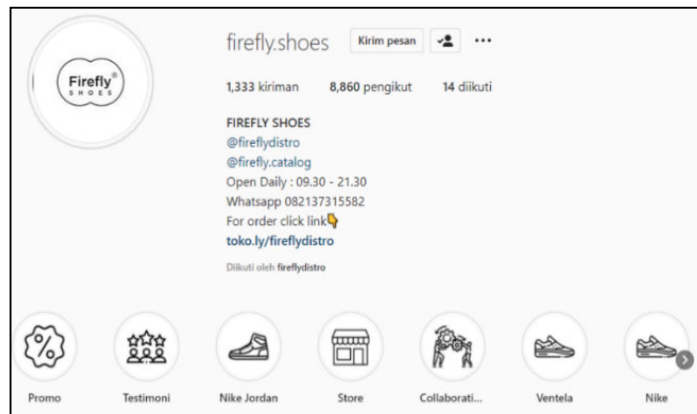 Firefly®
SHOES
firefly.shoes Kirim pesan
1,333 kiriman 8,860 pengikut 14 diikuti
FIREFLY SHOES
@fireflydistro
@firefly.catalog
Open Daily : 09.30 - 21.30
Whatsapp 082137315582
For order click link👇
toko.ly/fireflydistro
Diikuti oleh fireflydistro
Promo Testimoni Nike Jordan Store Collaborati... Ventela Nike